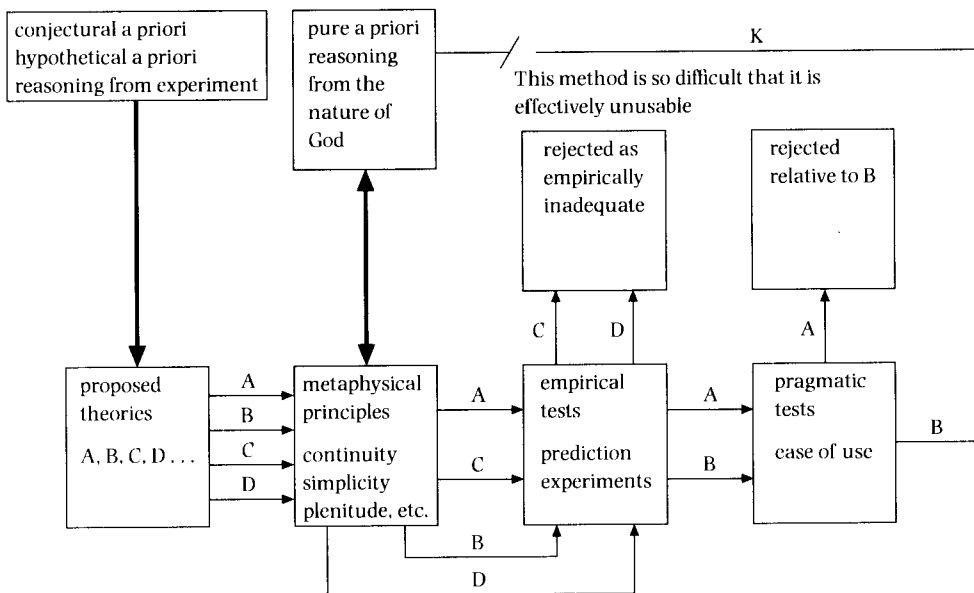 conjectural a priori
hypothetical a priori
reasoning from experiment
pure a priori
reasoning
from the
nature of
God
K
This method is so difficult that it is
effectively unusable
rejected as
empirically
inadequate
rejected
relative to B
C
D
A
proposed
theories
A, B, C, D . . .
A
B
C
D
metaphysical
principles
continuity
simplicity
plenitude, etc.
A
C
B
D
empirical
tests
prediction
experiments
A
B
pragmatic
tests
case of use
B